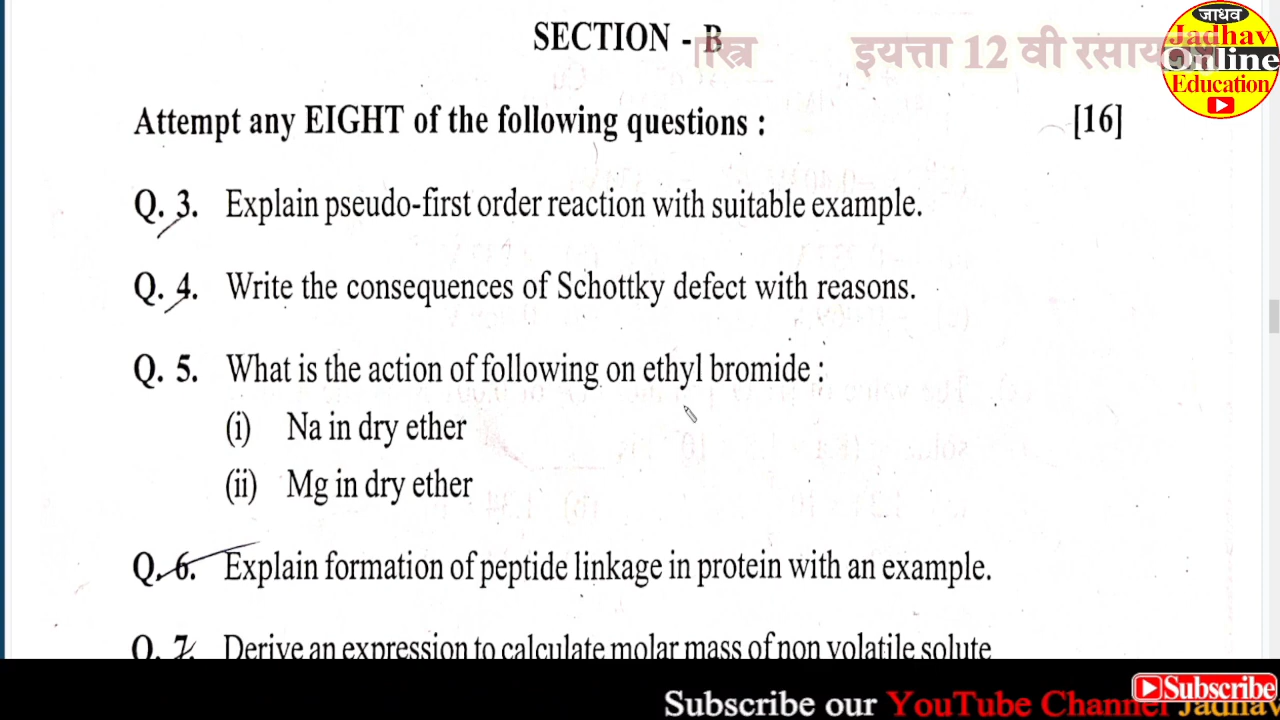 SECTION - B
इयत्ता 12 वी
जाधव
Jadhav
Online
Education
Attempt any EIGHT of the following questions : [16]
Q. 3. Explain pseudo-first order reaction with suitable example.
Q. 4. Write the consequences of Schottky defect with reasons.
Q. 5. What is the action of following on ethyl bromide :
(i) Na in dry ether
(ii) Mg in dry ether
Q. 6. Explain formation of peptide linkage in protein with an example.
Q. 7. Derive an expression to calculate molar mass of non volatile solute
Subscribe
Subscribe our YouTube Channel Jadhav